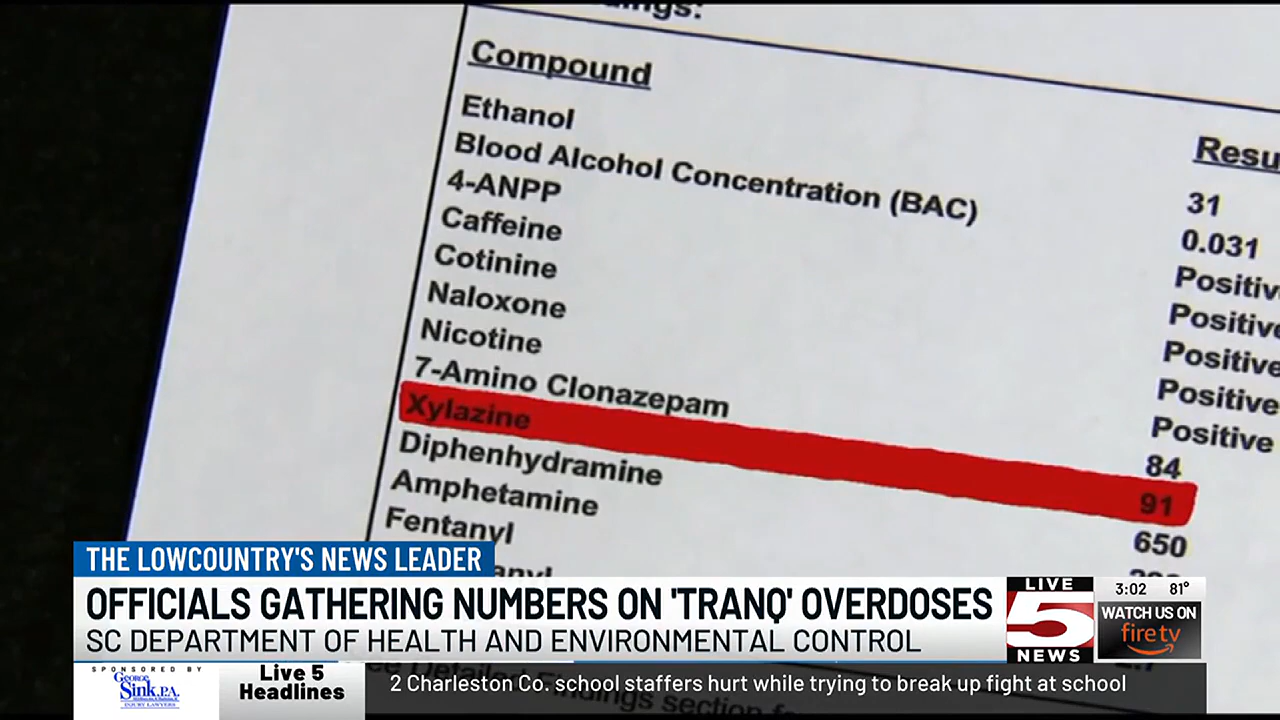 Compound
Resu
Ethanol
31
Blood Alcohol Concentration (BAC)
0.031
4-ANPP
Positiv
Caffeine
Positive
Cotinine
Positive
Naloxone
Positive
Nicotine
Positive
7-Amino Clonazepam
84
Xylazine
91
Diphenhydramine
650
Amphetamine
Fentanyl
THE LOWCOUNTRY'S NEWS LEADER
OFFICIALS GATHERING NUMBERS ON 'TRANQ' OVERDOSES
SC DEPARTMENT OF HEALTH AND ENVIRONMENTAL CONTROL
LIVE
5
NEWS
3:02 81°
WATCH US ON
fire tv
SPONSORED BY
George
Sink, P.A.
INJURY LAWYERS
Live 5
Headlines
2 Charleston Co. school staffers hurt while trying to break up fight at school